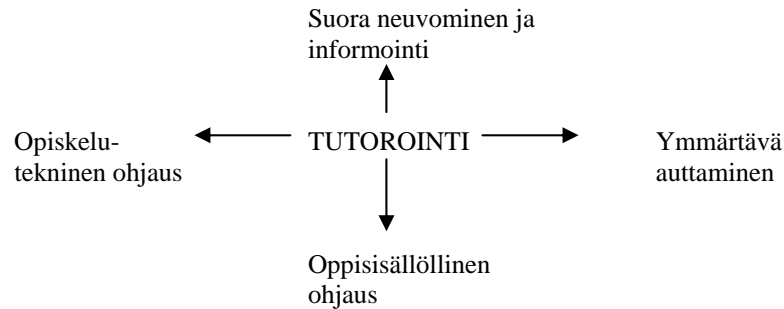 Suora neuvominen ja
informointi
Opiskelu-
tekninen ohjaus
TUTOROINTI
Ymmärtävä
auttaminen
Oppisisällöllinen
ohjaus